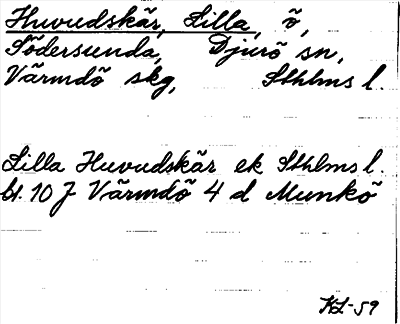 Huvudskär, Lilla, ö,
Södersunda, Djurö sn,
Värmdö skg, Sthlms l.
Lilla Huvudskär ek Sthlms l.
bl. 10 J Värmdö 4 d Munkö
KL-59